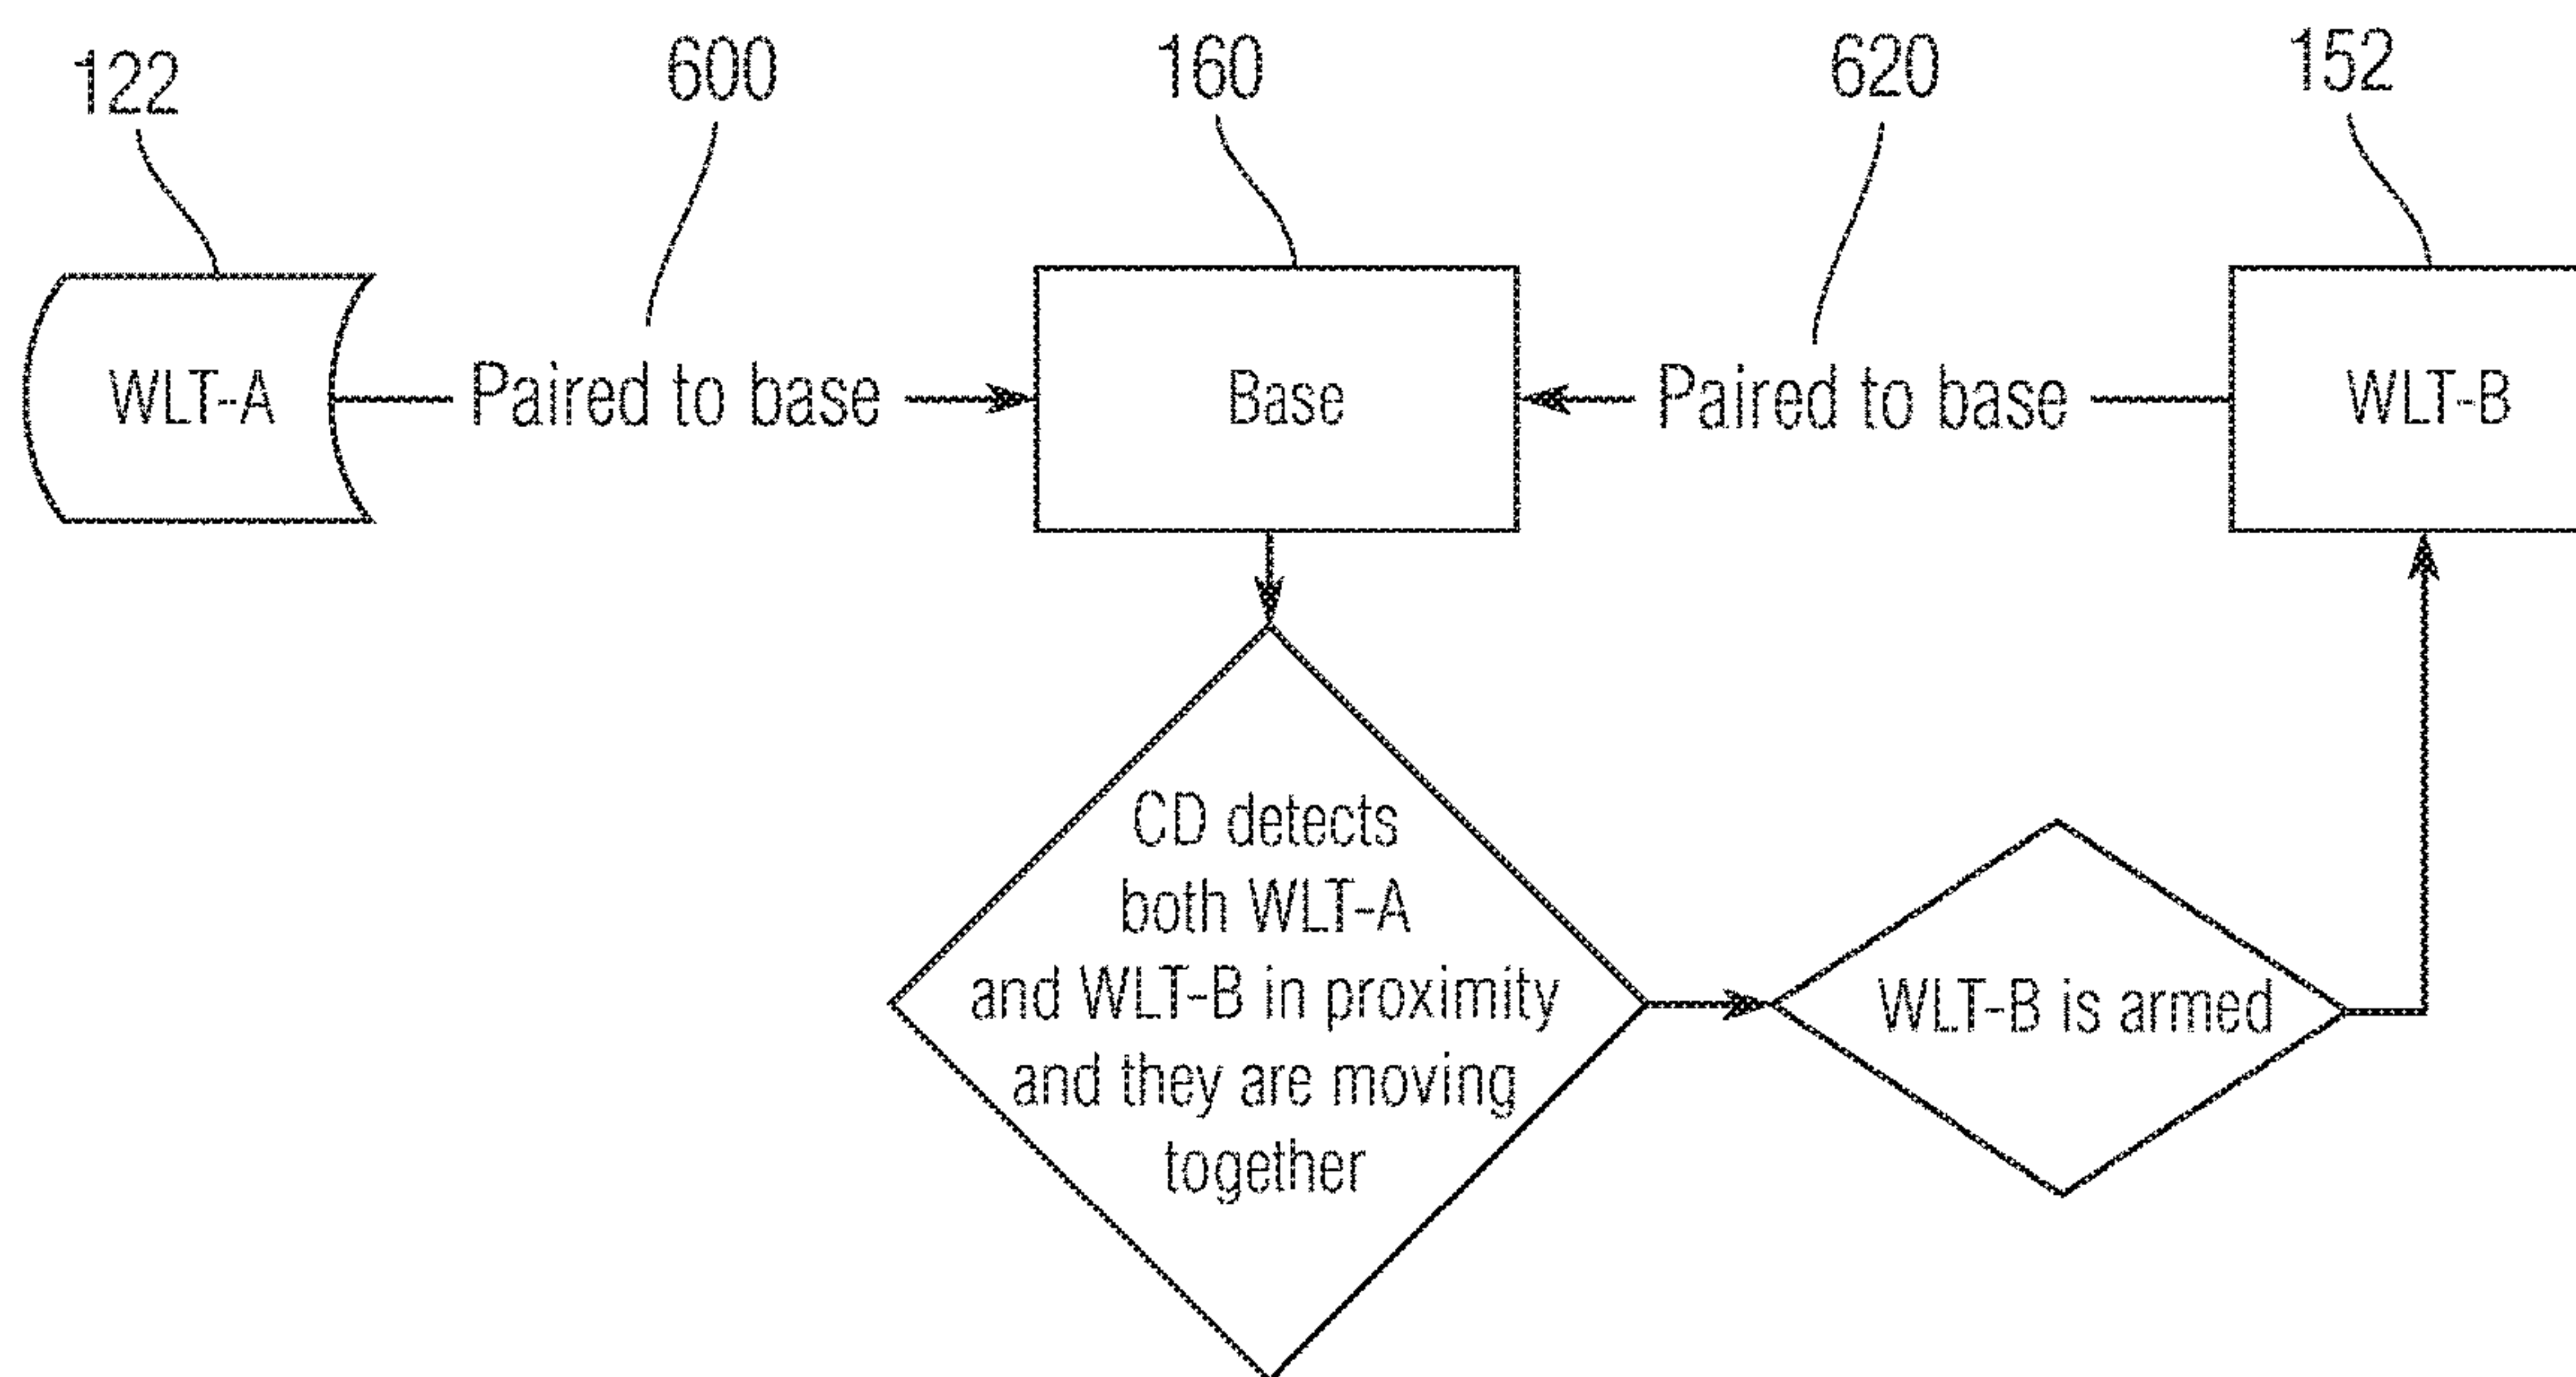 122
600
160
620
152
WLT-A
Paired to base
Base
Paired to base
WLT-B
CD detects
both WLT-A
and WLT-B in proximity
and they are moving
together
WLT-B is armed